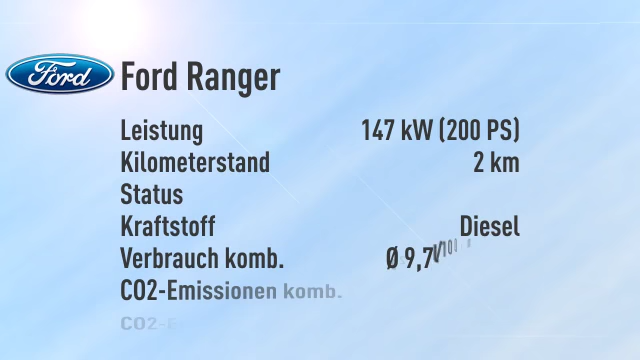 Ford Ford Ranger
Leistung 147 kW (200 PS)
Kilometerstand 2 km
Status
Kraftstoff Diesel
Verbrauch komb. Ø 9,7
CO2-Emissionen komb.